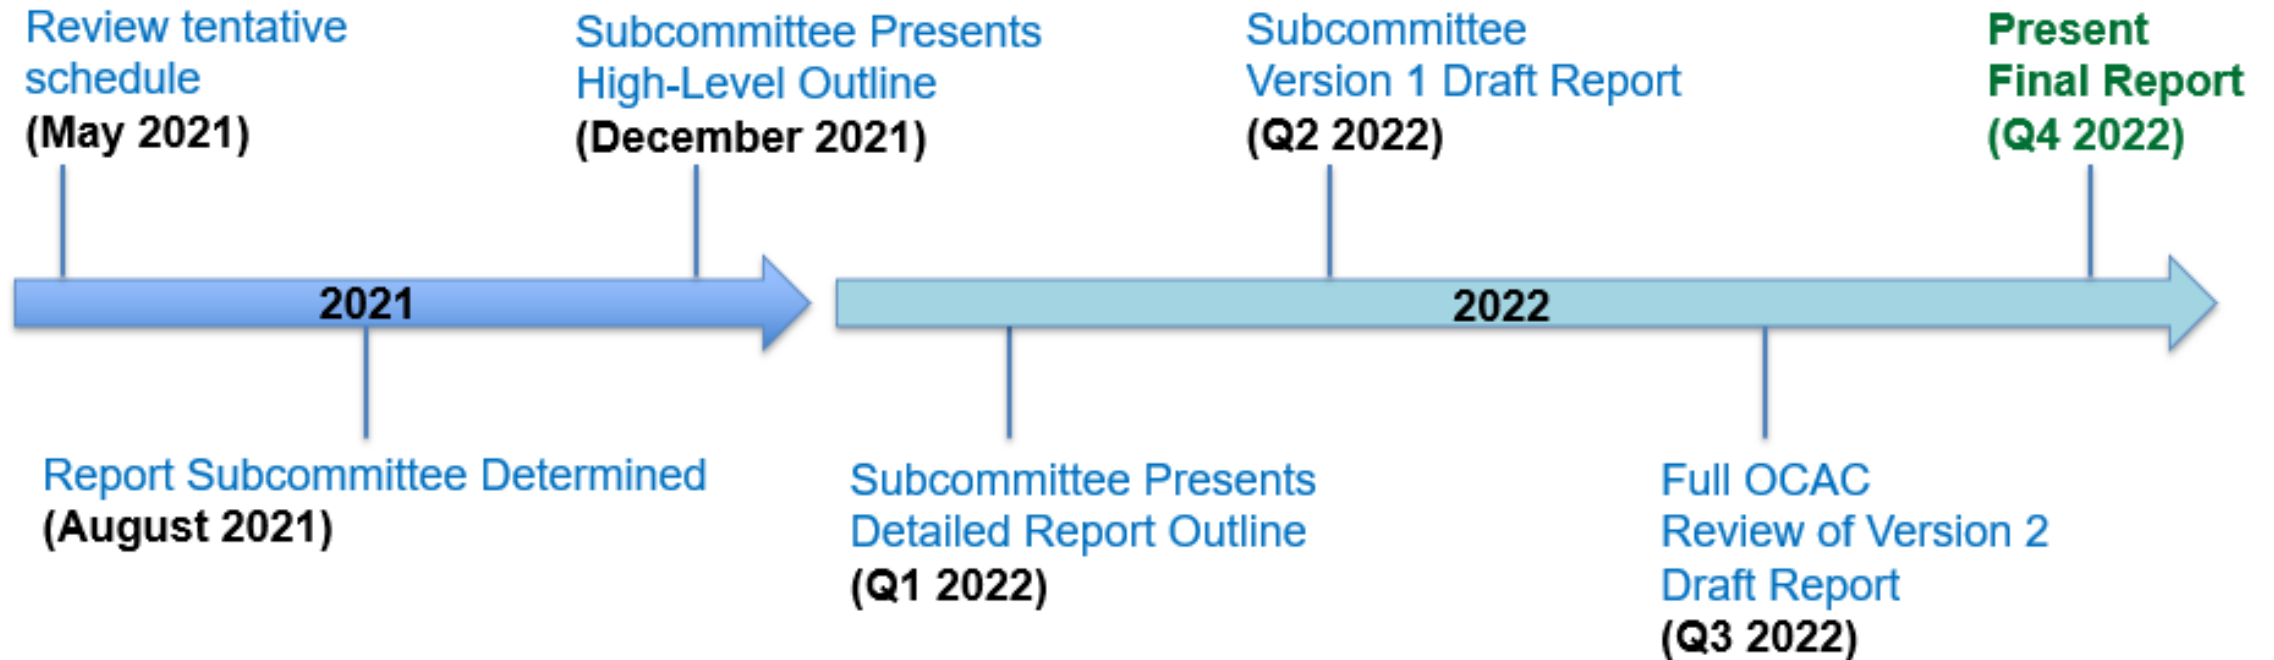 Review tentative
schedule
(May 2021)
Subcommittee Presents
High-Level Outline
(December 2021)
Subcommittee
Version 1 Draft Report
(Q2 2022)
Present
Final Report
(Q4 2022)
2021
2022
Report Subcommittee Determined
(August 2021)
Subcommittee Presents
Detailed Report Outline
(Q1 2022)
Full OCAC
Review of Version 2
Draft Report
(Q3 2022)